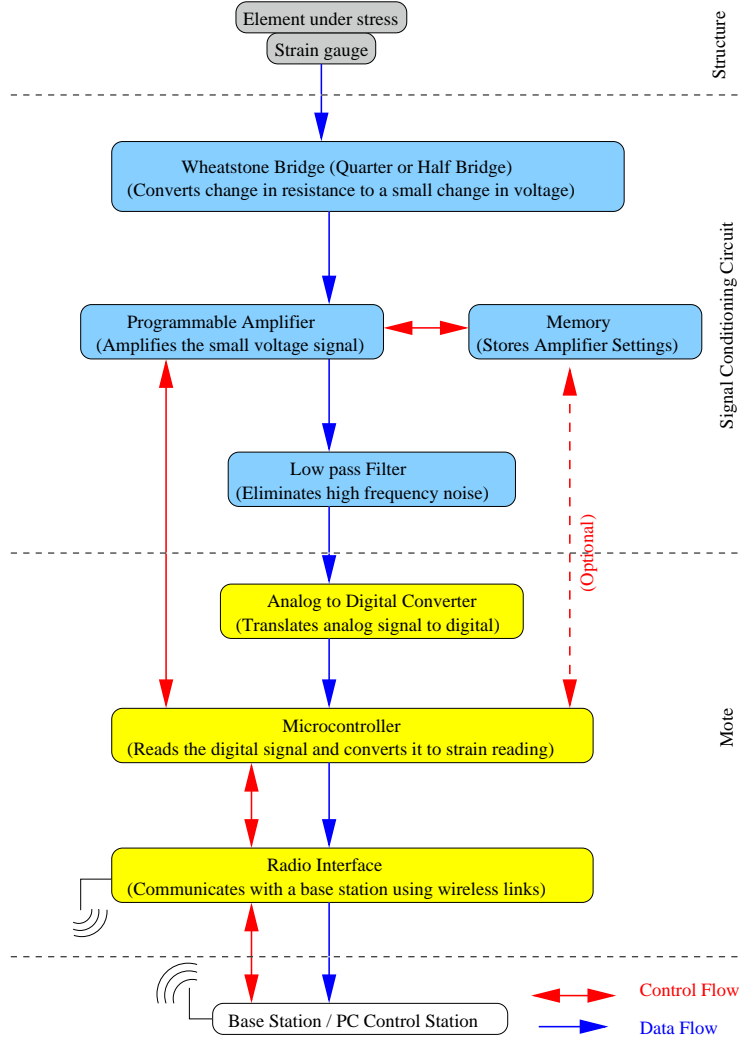 Element under stress
Strain gauge
Structure
Wheatstone Bridge (Quarter or Half Bridge)
(Converts change in resistance to a small change in voltage)
Signal Conditioning Circuit
Programmable Amplifier
(Amplifies the small voltage signal)
Memory
(Stores Amplifier Settings)
Low pass Filter
(Eliminates high frequency noise)
(Optional)
Analog to Digital Converter
(Translates analog signal to digital)
Mote
Microcontroller
(Reads the digital signal and converts it to strain reading)
Radio Interface
(Communicates with a base station using wireless links)
Base Station / PC Control Station
Control Flow
Data Flow